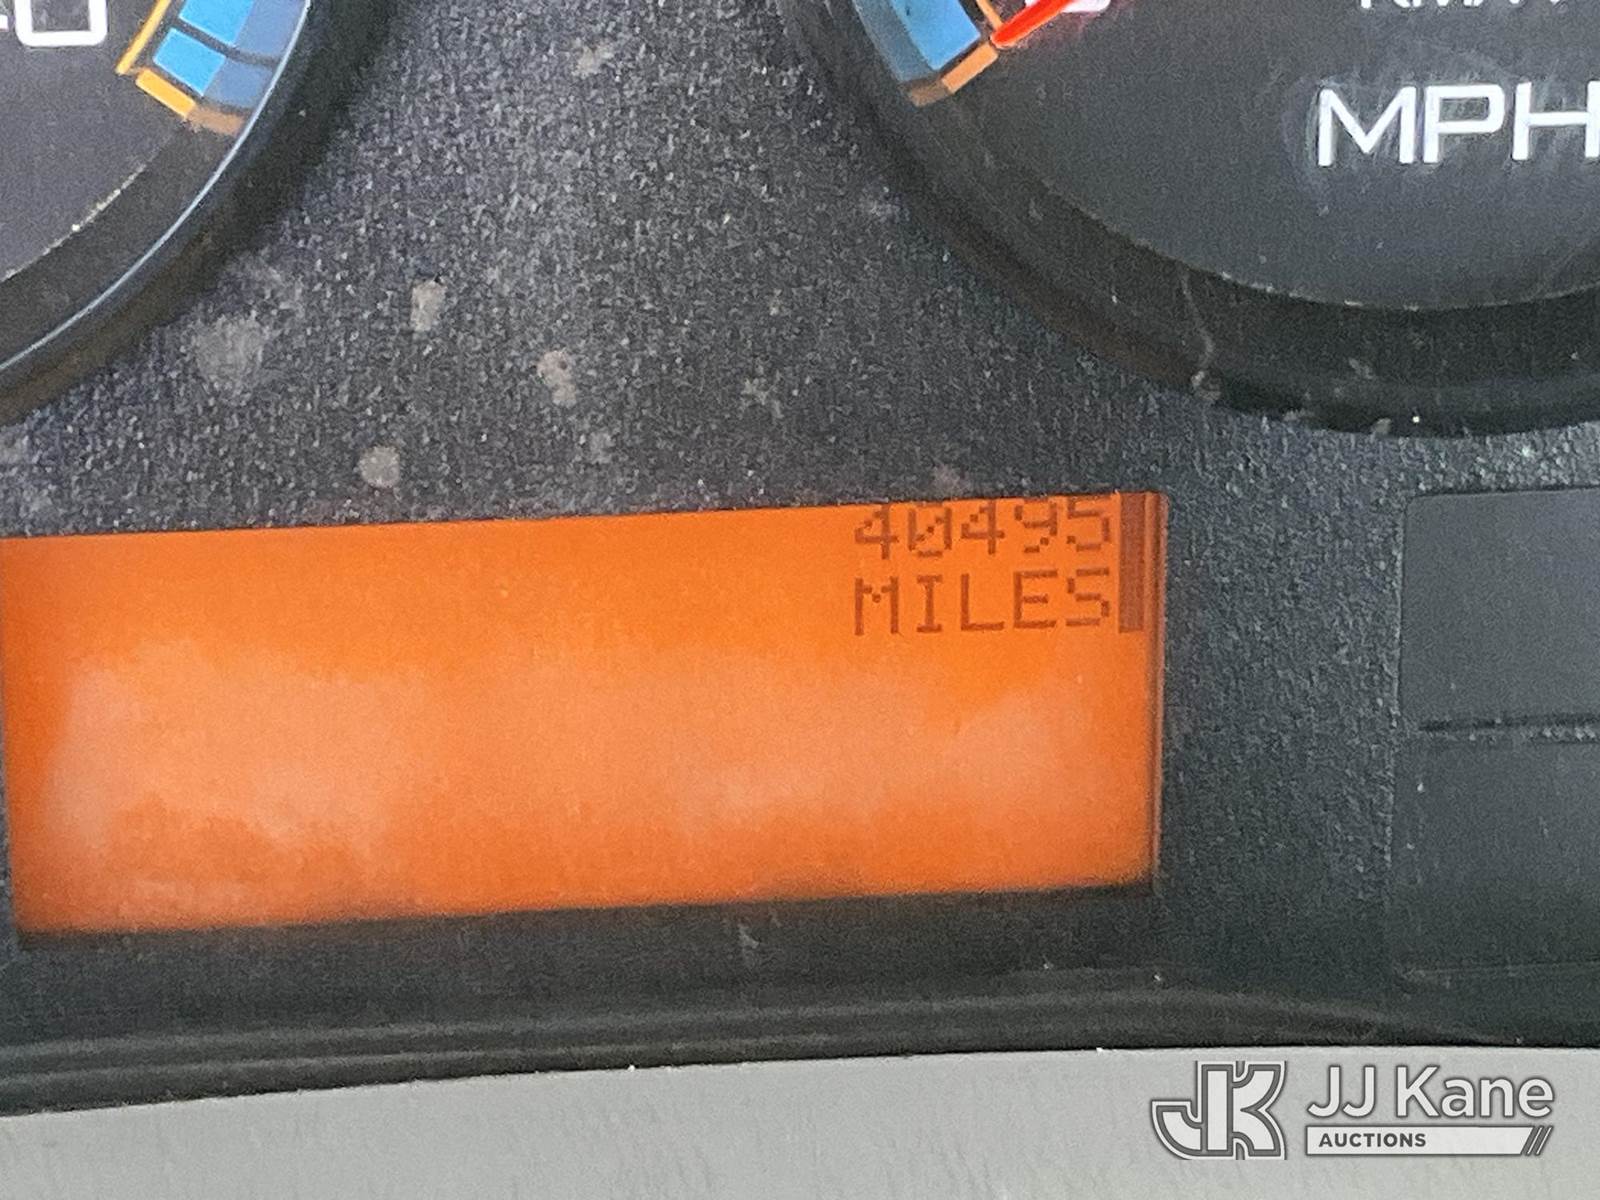 MPH
40495
MILES
JJ Kane
AUCTIONS